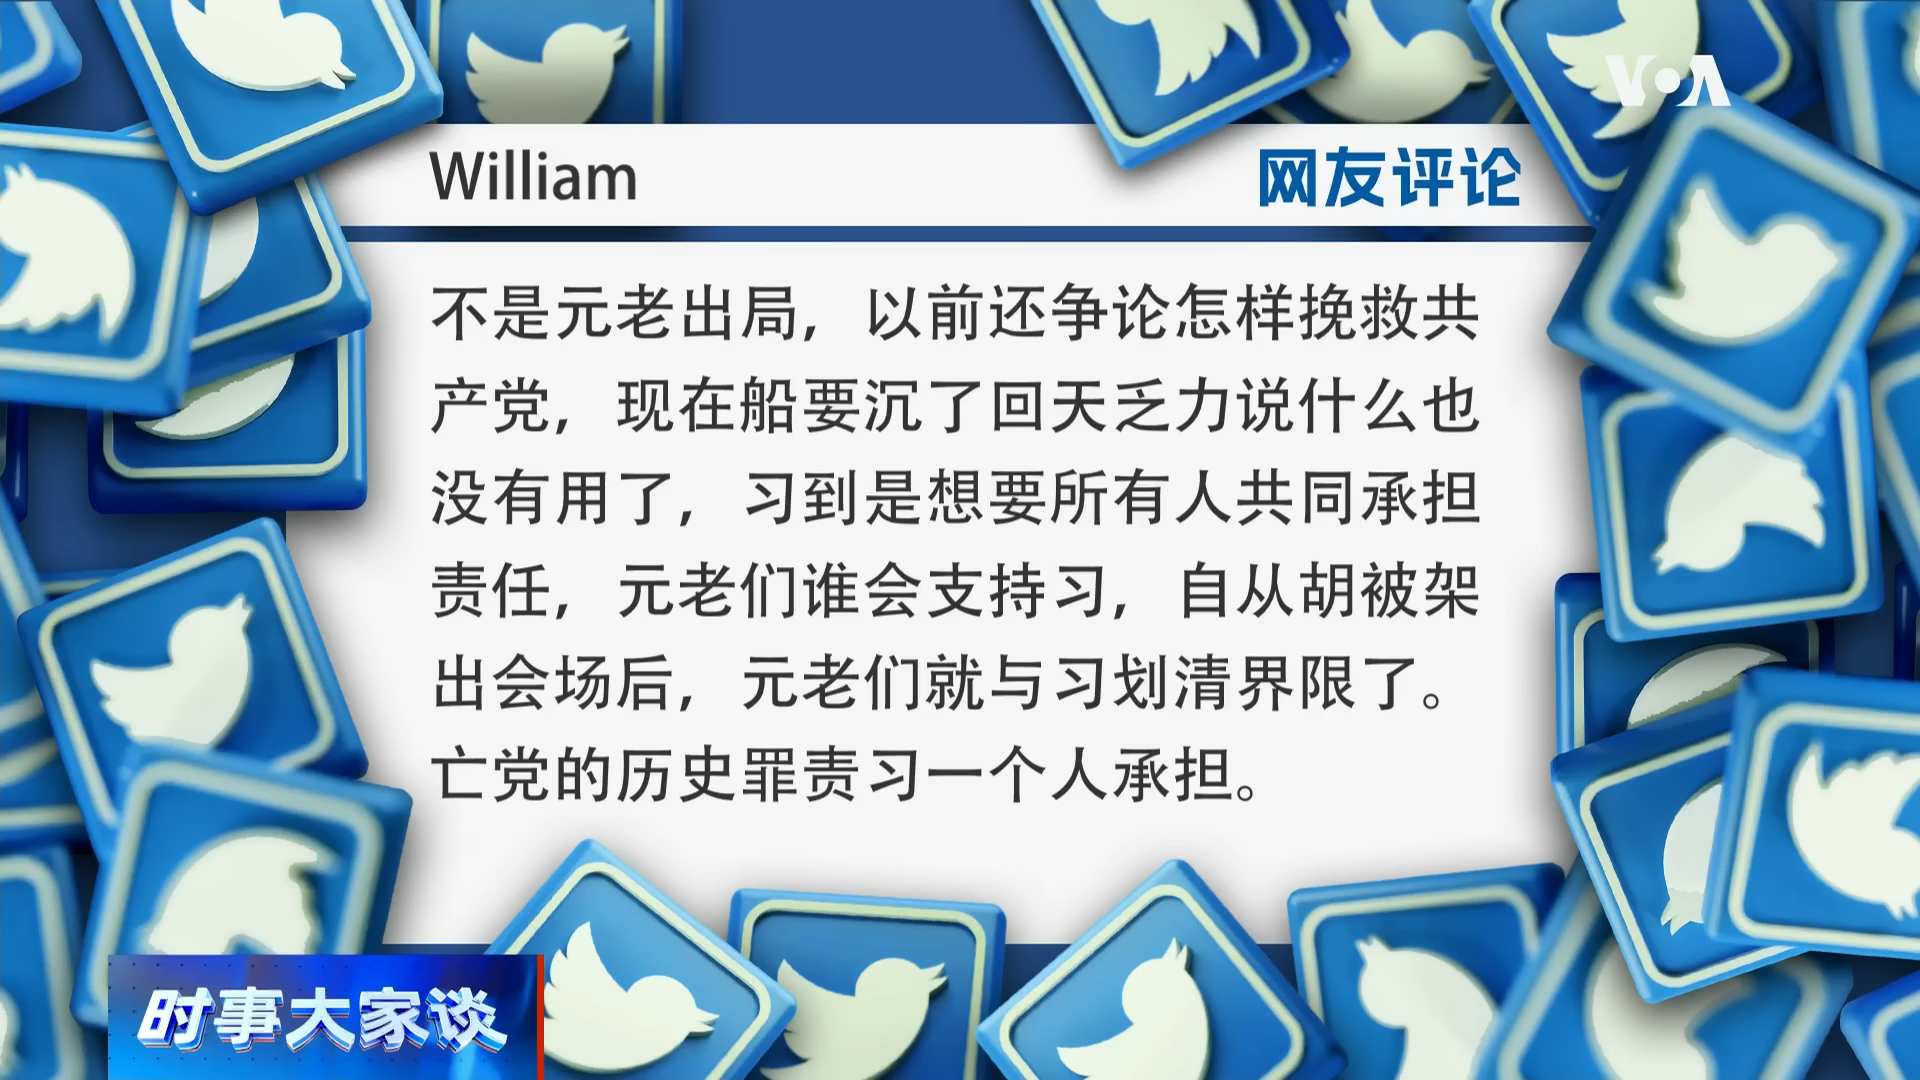 VOA
William
网友评论
不是元老出局，以前还争论怎样挽救共
产党，现在船要沉了回天乏力说什么也
没有用了，习到是想要所有人共同承担
责任，元老们谁会支持习，自从胡被架
出会场后，元老们就与习划清界限了。
亡党的历史罪责习一个人承担。
时事大家谈